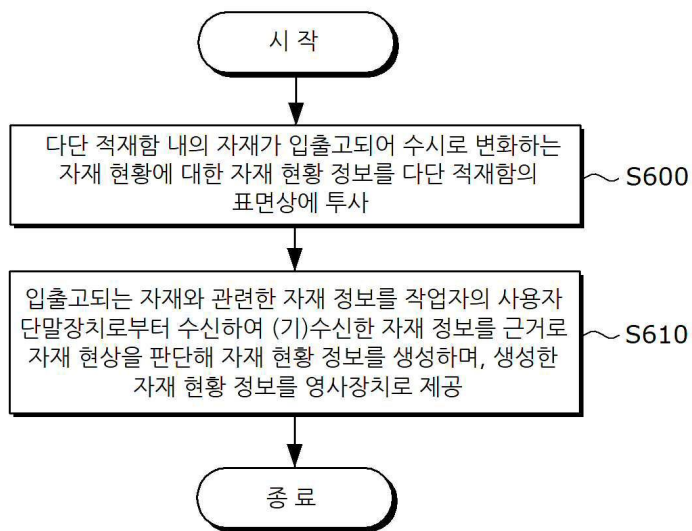 시 작
다단 적재함 내의 자재가 입출고되어 수시로 변화하는
자재 현황에 대한 자재 현황 정보를 다단 적재함의
표면상에 투사
S600
입출고되는 자재와 관련한 자재 정보를 작업자의 사용자
단말장치로부터 수신하여 (기)수신한 자재 정보를 근거로
자재 현상을 판단해 자재 현황 정보를 생성하며, 생성한
자재 현황 정보를 영사장치로 제공
S610
종 료